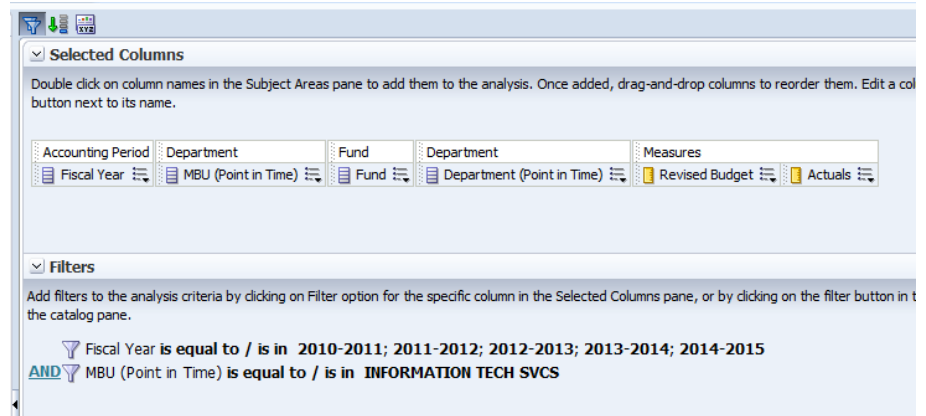 XYZ
Selected Columns
Double click on column names in the Subject Areas pane to add them to the analysis. Once added, drag-and-drop columns to reorder them. Edit a col
button next to its name.
Accounting Period Department Fund Department Measures
Fiscal Year MBU (Point in Time) Fund Department (Point in Time) Revised Budget Actuals
Filters
Add filters to the analysis criteria by clicking on Filter option for the specific column in the Selected Columns pane, or by clicking on the filter button in t
the catalog pane.
Fiscal Year is equal to / is in 2010-2011; 2011-2012; 2012-2013; 2013-2014; 2014-2015
AND MBU (Point in Time) is equal to / is in INFORMATION TECH SVCS